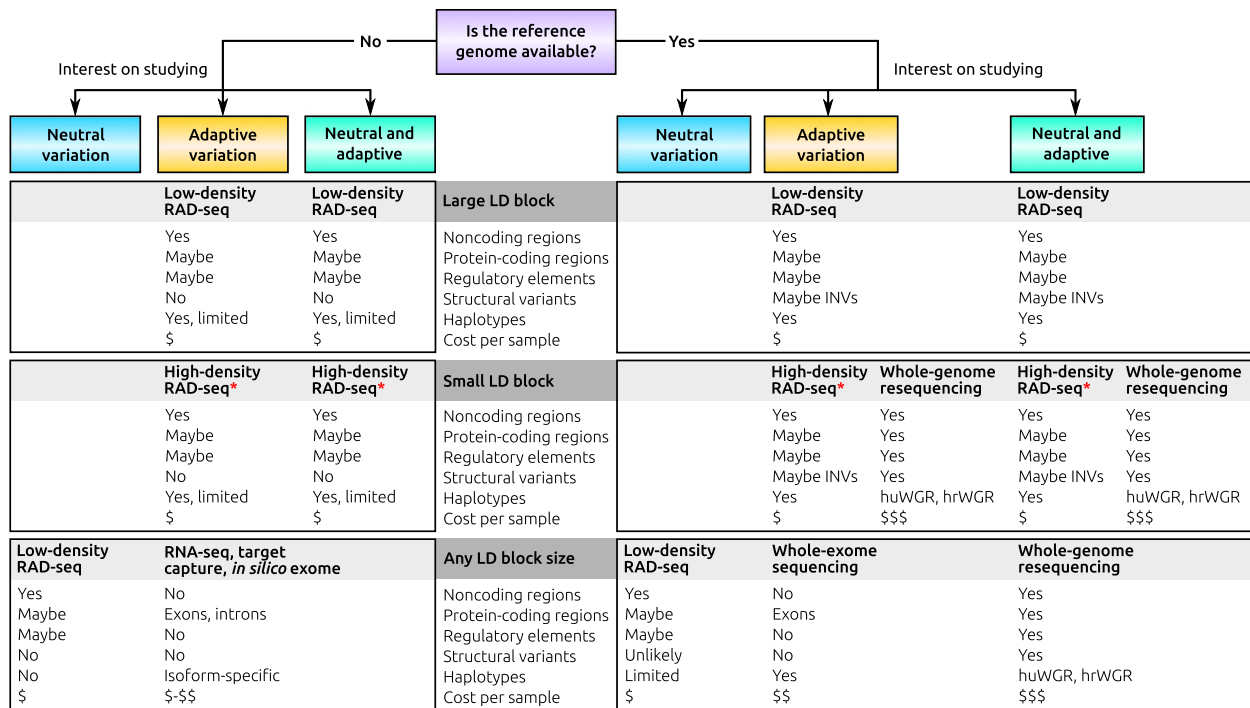 Is the reference
genome available?
No
Yes
Interest on studying
Interest on studying
Neutral
variation
Adaptive
variation
Neutral and
adaptive
Neutral
variation
Adaptive
variation
Neutral and
adaptive
Low-density
RAD-seq
Low-density
RAD-seq
Large LD block
Low-density
RAD-seq
Low-density
RAD-seq
Yes Yes Noncoding regions Yes Yes
Maybe Maybe Protein-coding regions Maybe Maybe
Maybe Maybe Regulatory elements Maybe Maybe
No No Structural variants Maybe INVs Maybe INVs
Yes, limited Yes, limited Haplotypes Yes Yes
$ $ Cost per sample $ $
High-density
RAD-seq*
High-density
RAD-seq*
Small LD block
High-density
RAD-seq*
Whole-genome
resequencing
High-density
RAD-seq*
Whole-genome
resequencing
Yes Yes Noncoding regions Yes Yes Yes Yes
Maybe Maybe Protein-coding regions Maybe Yes Maybe Yes
Maybe Maybe Regulatory elements Maybe Yes Maybe Yes
No No Structural variants Maybe INVs Yes Maybe INVs Yes
Yes, limited Yes, limited Haplotypes Yes huWGR, hrWGR Yes huWGR, hrWGR
$ $ Cost per sample $ $$$ $ $$$
Low-density
RAD-seq
RNA-seq, target
capture, in silico exome
Any LD block size
Low-density
RAD-seq
Whole-exome
sequencing
Whole-genome
resequencing
Yes No Noncoding regions Yes No Yes
Maybe Exons, introns Protein-coding regions Maybe Exons Yes
Maybe No Regulatory elements Maybe No Yes
No No Structural variants Unlikely No Yes
No Isoform-specific Haplotypes Limited Yes huWGR, hrWGR
$ $-$$ Cost per sample $ $$ $$$